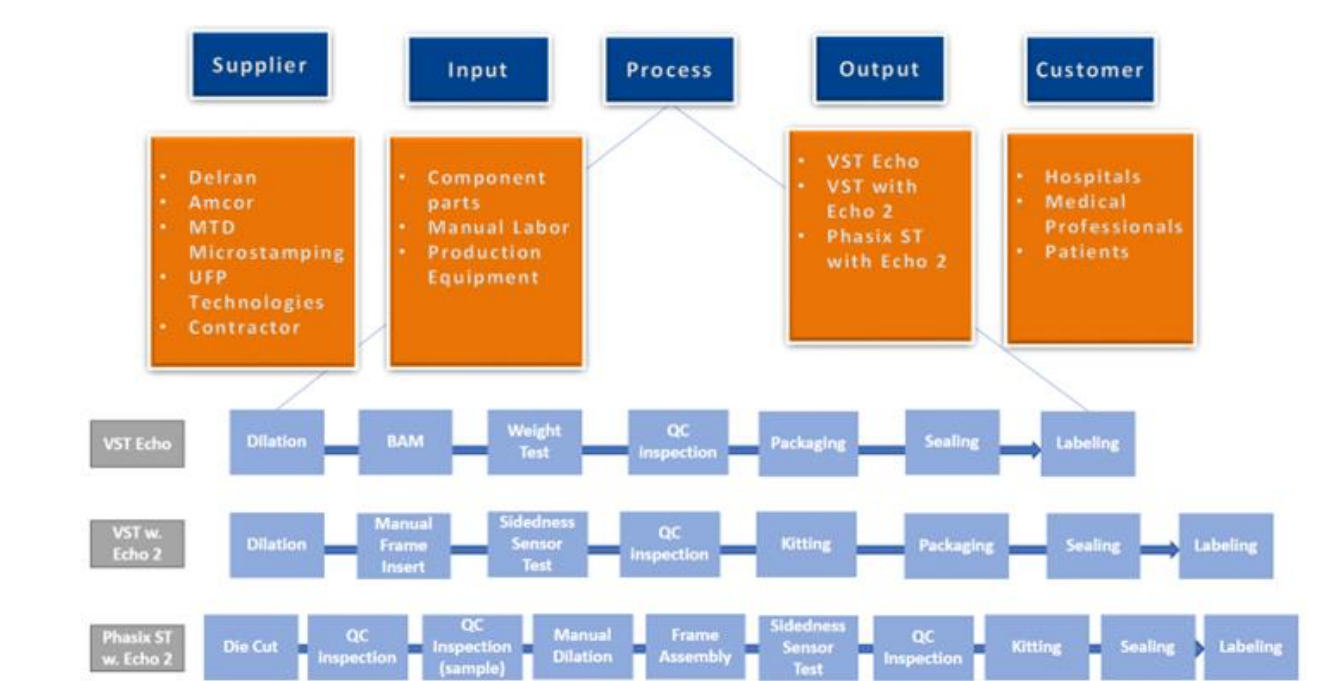 Supplier
Input
Process
Output
Customer
• Delran
• Amcor
• MTD
Microstamping
• UFP
Technologies
• Contractor
• Component
parts
• Manual Labor
• Production
Equipment
• VST Echo
• VST with
Echo 2
• Phasix ST
with Echo 2
• Hospitals
• Medical
Professionals
• Patients
VST Echo
Dilation
BAM
Weight
Test
QC
inspection
Packaging
Sealing
Labeling
VST w.
Echo 2
Dilation
Manual
Frame
Insert
Sidedness
Sensor
Test
QC
inspection
Kitting
Packaging
Sealing
Labeling
Phasix ST
w. Echo 2
Die Cut
QC
inspection
QC
Inspection
(sample)
Manual
Dilation
Frame
Assembly
Sidedness
Sensor
Test
QC
Inspection
Kitting
Sealing
Labeling